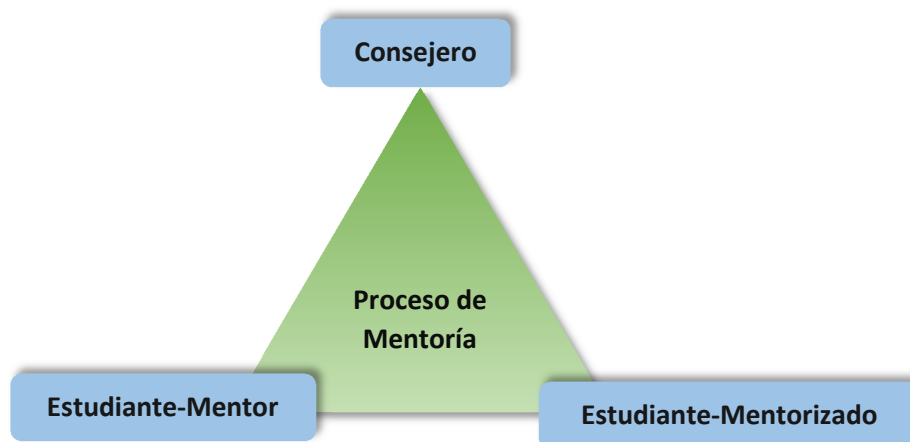 Consejero
Proceso de
Mentoría
Estudiante-Mentor
Estudiante-Mentorizado